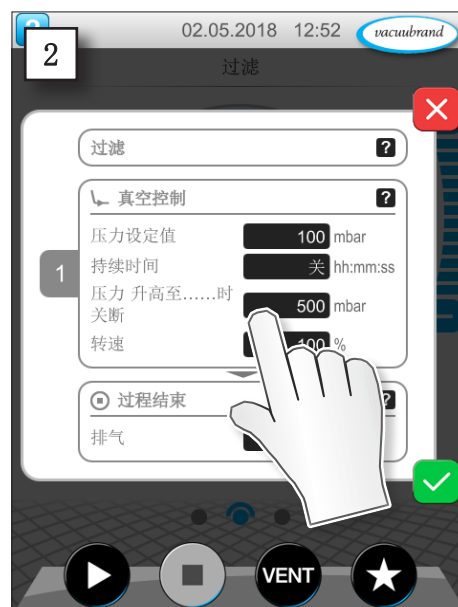 02.05.2018 12:52 vacuubrand
2
过滤
过滤 ?
真空控制 ?
1
压力设定值 100 mbar
持续时间 关 hh:mm:ss
压力 升高至……时
关断 500 mbar
转速 100 %
过程结束 ?
排气
VENT